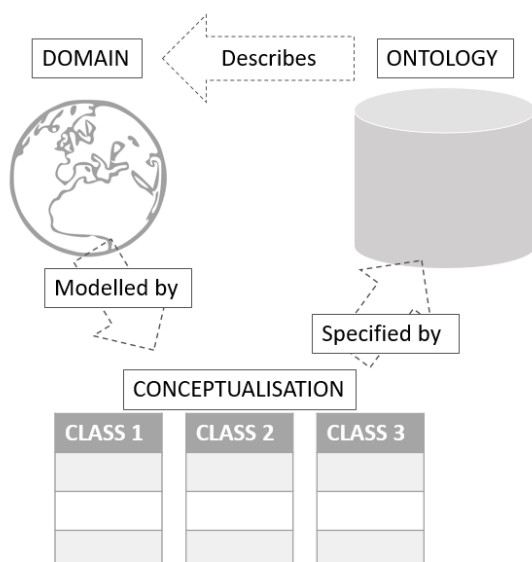 DOMAIN
Describes
ONTOLOGY
Modelled by
Specified by
CONCEPTUALISATION
CLASS 1
CLASS 2
CLASS 3